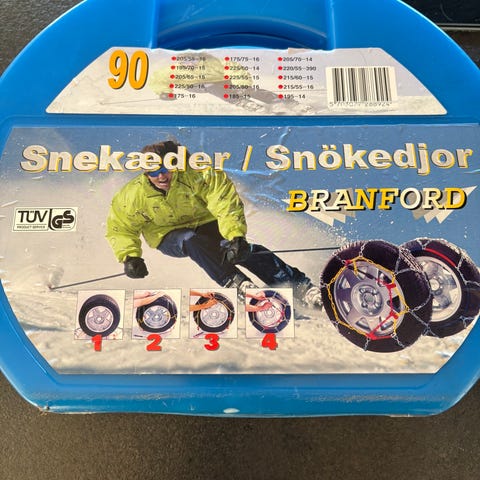 90
205/55-16 175/75-16 205/70-14
195/70-15 225/60-14 220/55-390
205/65-15 225/55-15 215/60-15
225/50-16 205/60-16 215/55-16
175-16 185-15 195-14
Snekæder / Snökedjor
BRANFORD
TÜV GS
PRODUCT SERVICE
1 2 3 4